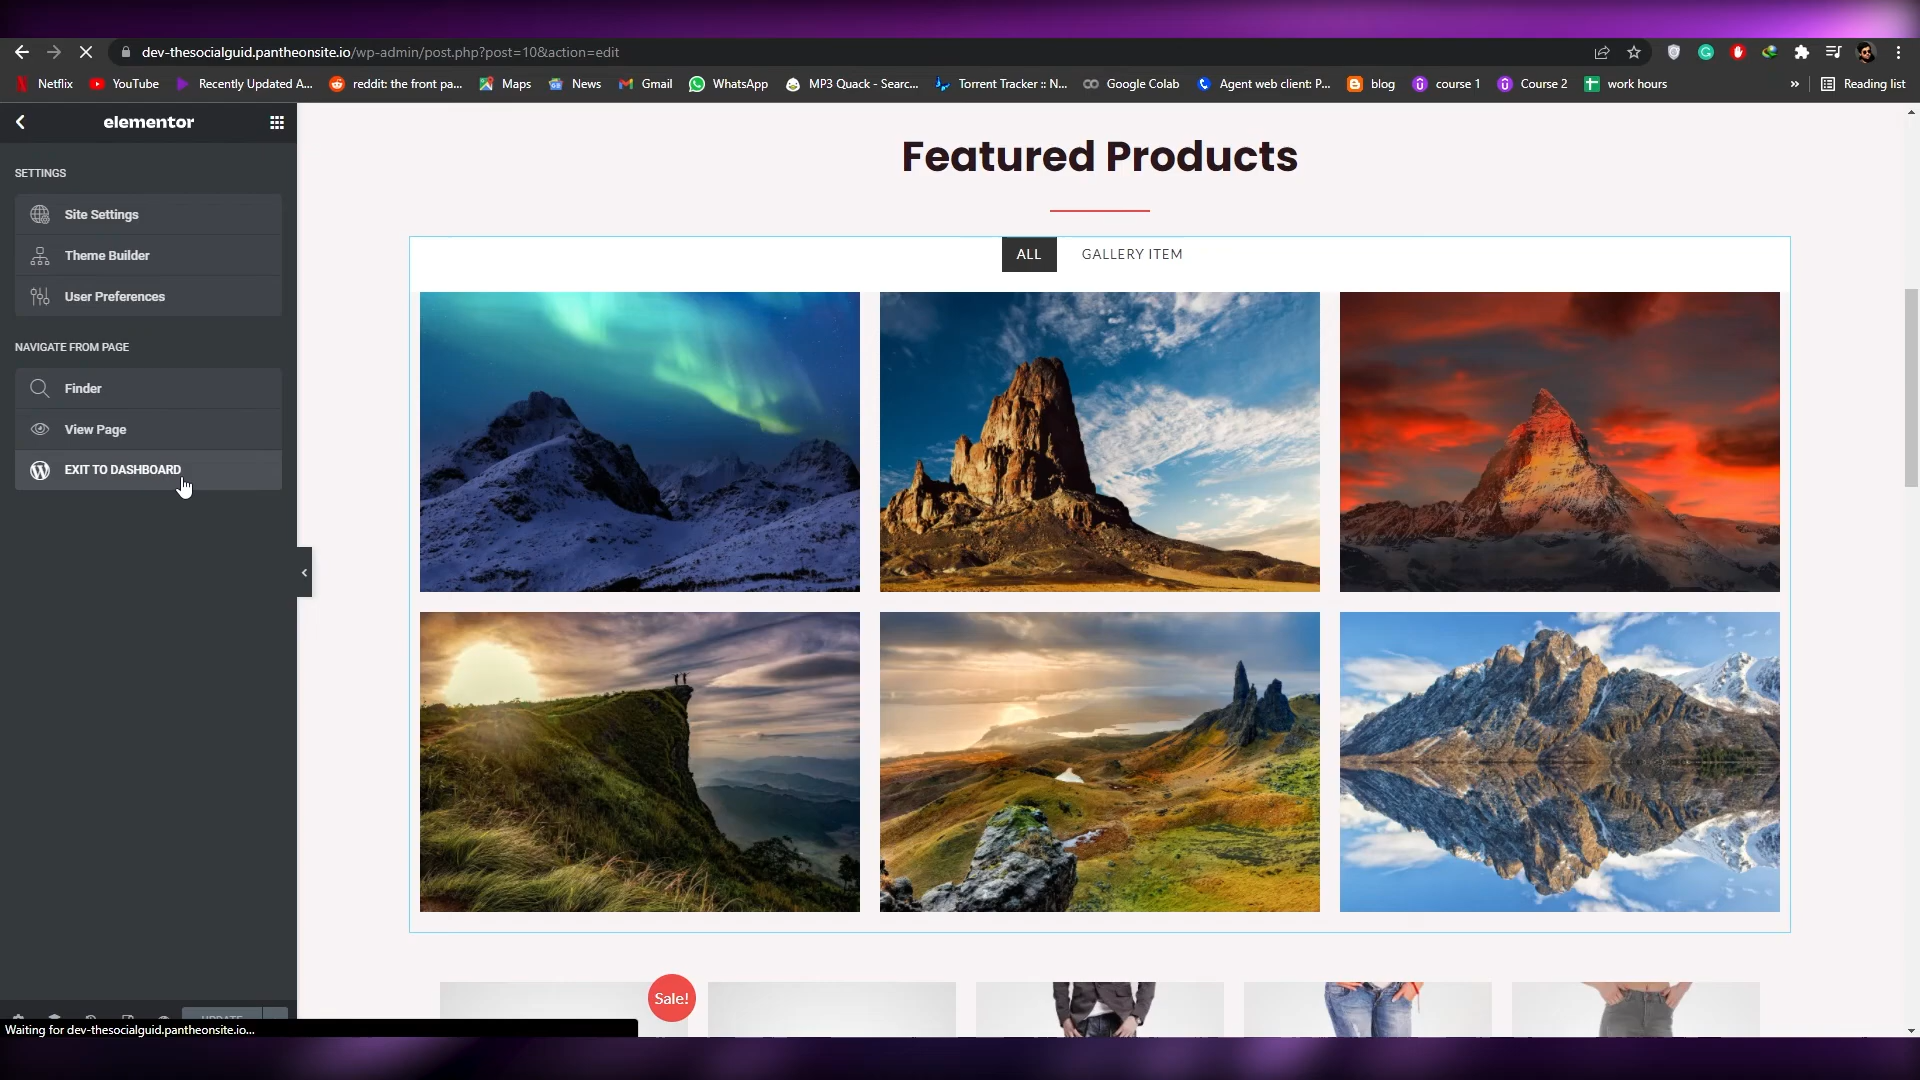 dev-thesocialguid.pantheonsite.io/wp-admin/post.php?post=10&action=edit
Netflix YouTube Recently Updated A... reddit: the front pa... Maps News Gmail WhatsApp MP3 Quack - Searc... Torrent Tracker :: N... Google Colab Agent web client: P... blog course 1 Course 2 work hours » Reading list
elementor
SETTINGS
Site Settings
Theme Builder
User Preferences
NAVIGATE FROM PAGE
Finder
View Page
EXIT TO DASHBOARD
Featured Products
ALL GALLERY ITEM
Sale!
UPDATE
Waiting for dev-thesocialguid.pantheonsite.io...